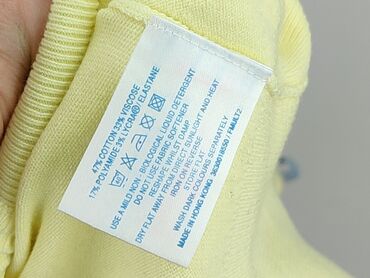 47% COTTON 33% VISCOSE
17% POLYAMIDE 3% LYCRA® ELASTANE
USE A MILD NON - BIOLOGICAL LIQUID DETERGENT
DO NOT USE FABRIC SOFTENER
RESHAPE WHILST DAMP
DRY FLAT AWAY FROM DIRECT SUNLIGHT AND HEAT
IRON ON REVERSE
STORE FLAT
WASH DARK COLOURS SEPARATELY
MADE IN HONG KONG